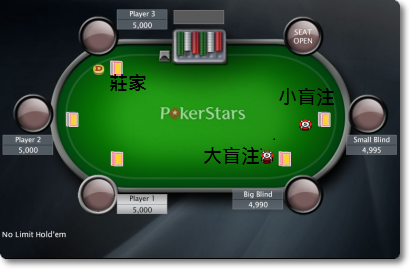 Player 3
5,000
SEAT
OPEN
D
莊家
小盲注
PokerStars
Player 2
5,000
Small Blind
4,995
大盲注
Player 1
5,000
Big Blind
4,990
No Limit Hold'em